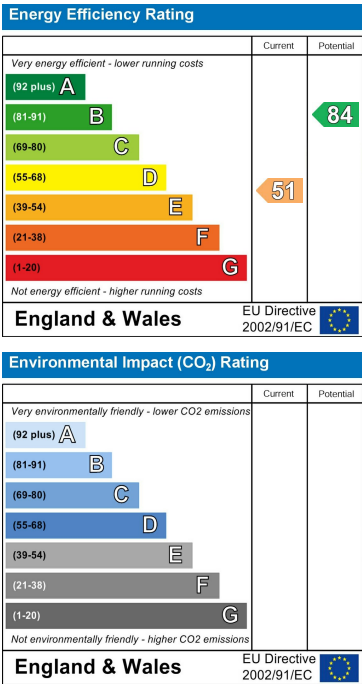 Energy Efficiency Rating
Current Potential
Very energy efficient - lower running costs
(92 plus) A
(81-91) B
84
(69-80) C
(55-68) D
51
(39-54) E
(21-38) F
(1-20) G
Not energy efficient - higher running costs
England & Wales
EU Directive
2002/91/EC
Environmental Impact (CO₂) Rating
Current Potential
Very environmentally friendly - lower CO2 emissions
(92 plus) A
(81-91) B
(69-80) C
(55-68) D
(39-54) E
(21-38) F
(1-20) G
Not environmentally friendly - higher CO2 emissions
England & Wales
EU Directive
2002/91/EC